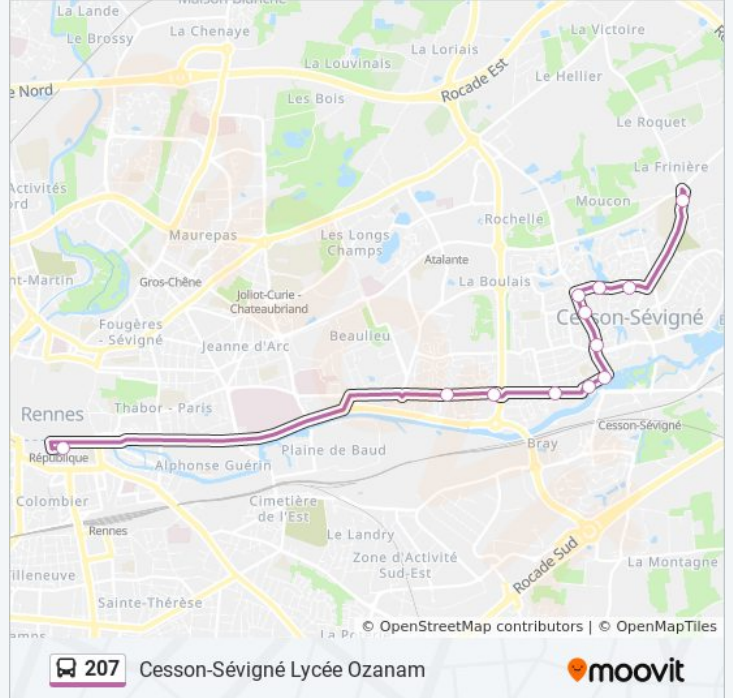 Maison Blanche
La Lande
Le Brossy
La Chenaye
La Victoire
La Loriais
La Louvinais
Rocade Est
Le Hellier
e Nord
Les Bois
Le Roquet
La Frinière
Activités
ord
Moucon
Rochelle
Maurepas
Les Longs
Champs
Atalante
nt-Martin
Gros-Chêne
La Boulais
Joliot-Curie -
Chateaubriand
Cesson-Sévigné
Fougères
- Sévigné
Jeanne d'Arc
Beaulieu
Thabor - Paris
Rennes
Cesson-Sévigné
République
Alphonse Guérin
Plaine de Baud
Bray
Colombier
Cimetière
de l'Est
Rennes
Le Landry
Zone d'Activité
Sud-Est
Rocade Sud
La Montagne
illeneuve
Sainte-Thérèse
© OpenStreetMap contributors | © OpenMapTiles
207 Cesson-Sévigné Lycée Ozanam
moovit